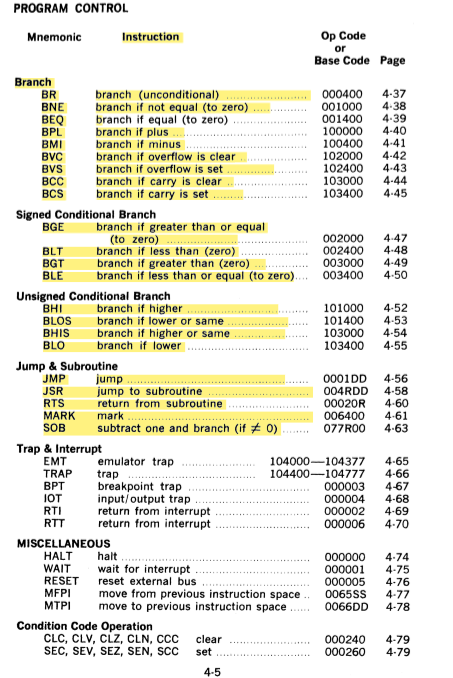 PROGRAM CONTROL
Mnemonic Instruction Op Code
or
Base Code Page
Branch
BR branch (unconditional) 000400 4-37
BNE branch if not equal (to zero) 001000 4-38
BEQ branch if equal (to zero) 001400 4-39
BPL branch if plus 100000 4-40
BMI branch if minus 100400 4-41
BVC branch if overflow is clear 102000 4-42
BVS branch if overflow is set 102400 4-43
BCC branch if carry is clear 103000 4-44
BCS branch if carry is set 103400 4-45
Signed Conditional Branch
BGE branch if greater than or equal
(to zero) 002000 4-47
BLT branch if less than (zero) 002400 4-48
BGT branch if greater than (zero) 003000 4-49
BLE branch if less than or equal (to zero).... 003400 4-50
Unsigned Conditional Branch
BHI branch if higher 101000 4-52
BLOS branch if lower or same 101400 4-53
BHIS branch if higher or same 103000 4-54
BLO branch if lower 103400 4-55
Jump & Subroutine
JMP jump 0001DD 4-56
JSR jump to subroutine 004RDD 4-58
RTS return from subroutine 00020R 4-60
MARK mark 006400 4-61
SOB subtract one and branch (if ≠ 0) 077R00 4-63
Trap & Interrupt
EMT emulator trap 104000—104377 4-65
TRAP trap 104400—104777 4-66
BPT breakpoint trap 000003 4-67
IOT input/output trap 000004 4-68
RTI return from interrupt 000002 4-69
RTT return from interrupt 000006 4-70
MISCELLANEOUS
HALT halt 000000 4-74
WAIT wait for interrupt 000001 4-75
RESET reset external bus 000005 4-76
MFPI move from previous instruction space .. 0065SS 4-77
MTPI move to previous instruction space ...... 0066DD 4-78
Condition Code Operation
CLC, CLV, CLZ, CLN, CCC clear 000240 4-79
SEC, SEV, SEZ, SEN, SCC set 000260 4-79
4-5